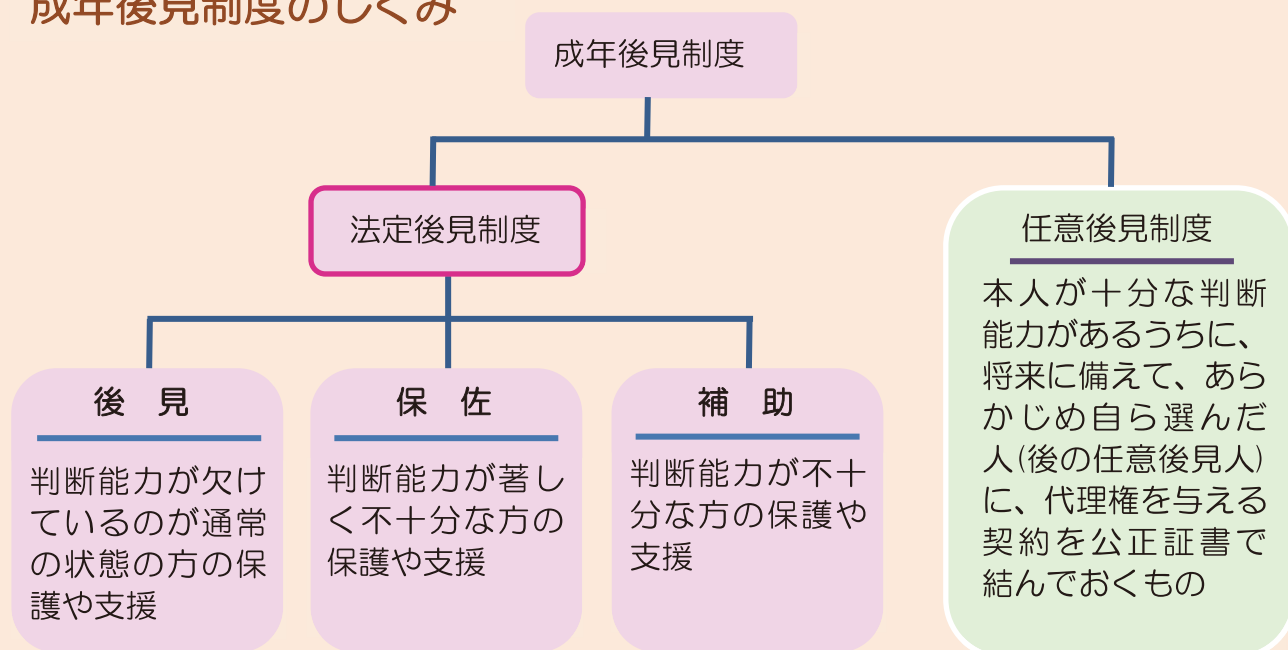 成年後見制度のしくみ
成年後見制度
法定後見制度
任意後見制度
本人が十分な判断
能力があるうちに、
将来に備えて、あら
かじめ自ら選んだ
人(後の任意後見人)
に、代理権を与える
契約を公正証書で
結んでおくもの
後　見
判断能力が欠け
ているのが通常
の状態の方の保
護や支援
保　佐
判断能力が著し
く不十分な方の
保護や支援
補　助
判断能力が不十
分な方の保護や
支援